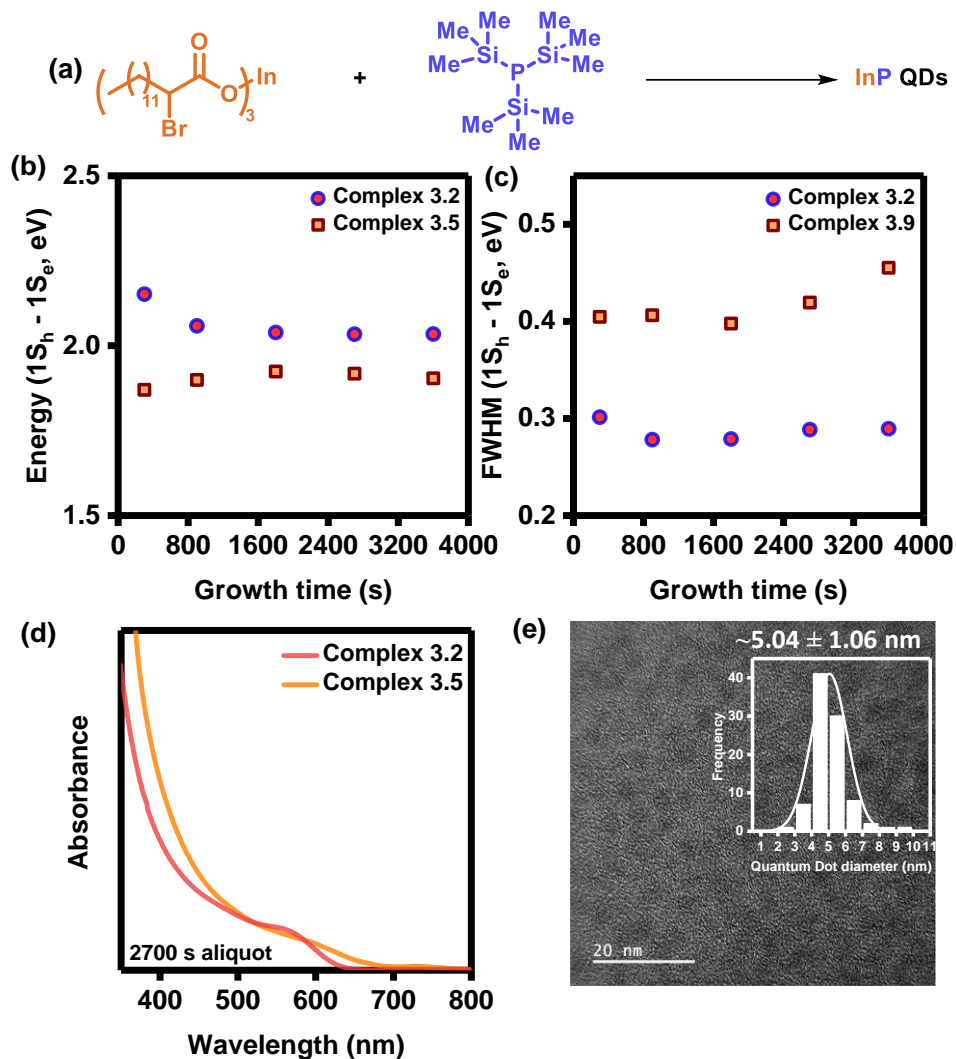 (a)
O
O
In
3
11
Br
+
Me
Me
Me
Me
Me
Si
Si
Me
P
Si
Me
Me
Me
InP QDs
(b)
Complex 3.2
Complex 3.5
2.5
2.0
1.5
0 800 1600 2400 3200 4000
Energy (1Sh - 1Se, eV)
Growth time (s)
(c)
Complex 3.2
Complex 3.9
0.5
0.4
0.3
0.2
0 800 1600 2400 3200 4000
FWHM (1Sh - 1Se, eV)
Growth time (s)
(d)
Complex 3.2
Complex 3.5
2700 s aliquot
Absorbance
400 500 600 700 800
Wavelength (nm)
(e)
~5.04 ± 1.06 nm
40
30
20
10
0
Frequency
1 2 3 4 5 6 7 8 9 10 11
Quantum Dot diameter (nm)
20 nm